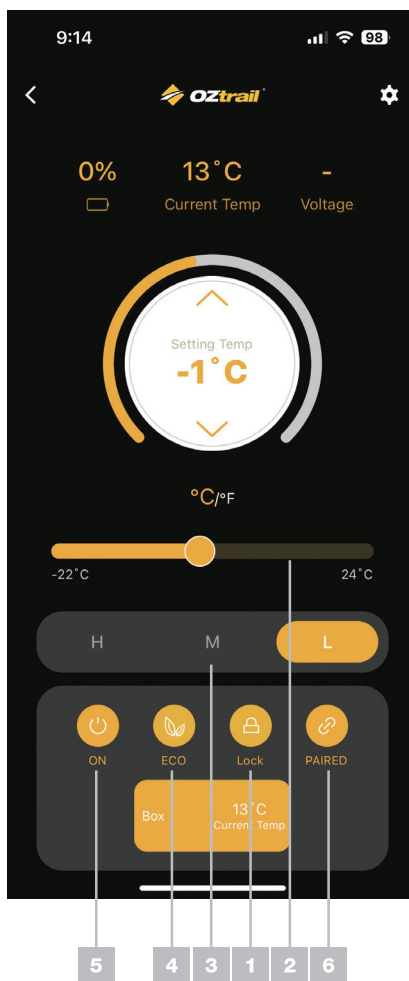 9:14
98
OZtrail
0% 13°C -
Current Temp Voltage
Setting Temp
-1°C
°C/°F
-22°C 24°C
H M L
ON ECO Lock PAIRED
Box 13°C
Current Temp
5 4 3 1 2 6